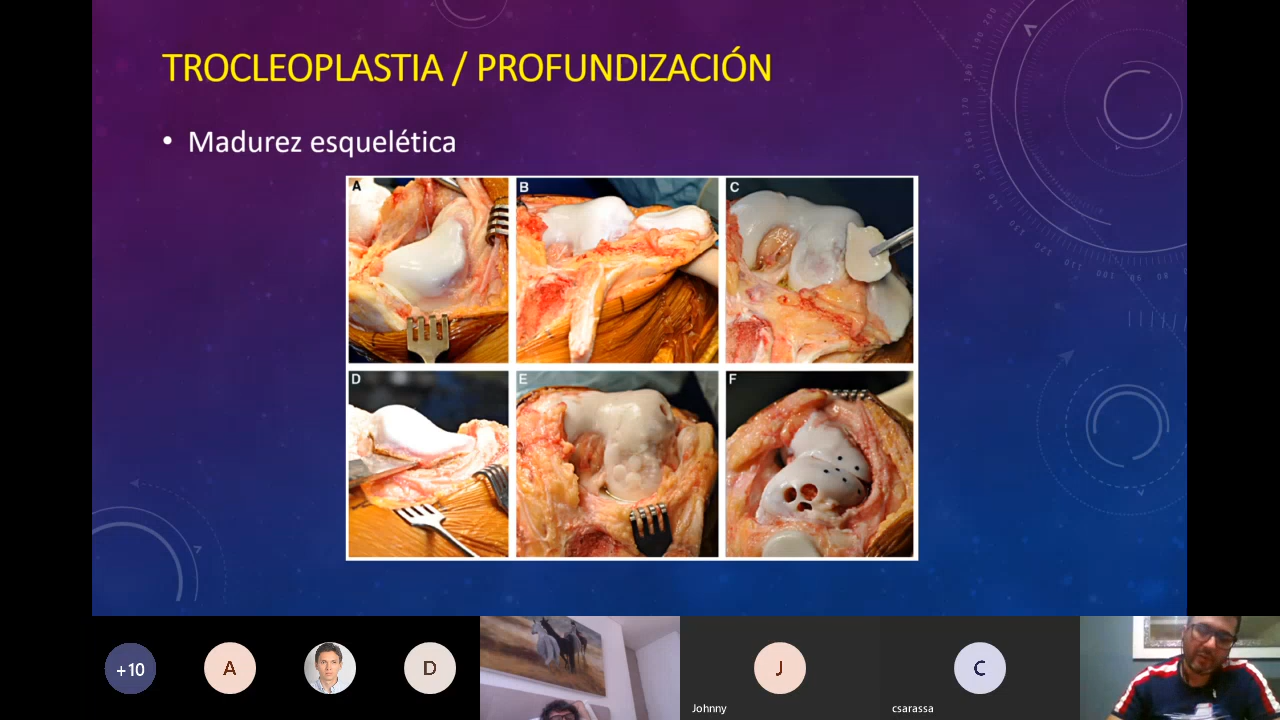 TROCLEOPLASTIA / PROFUNDIZACIÓN
• Madurez esquelética
A
B
C
D
E
F
+10
A
D
J
C
Johnny
csarassa